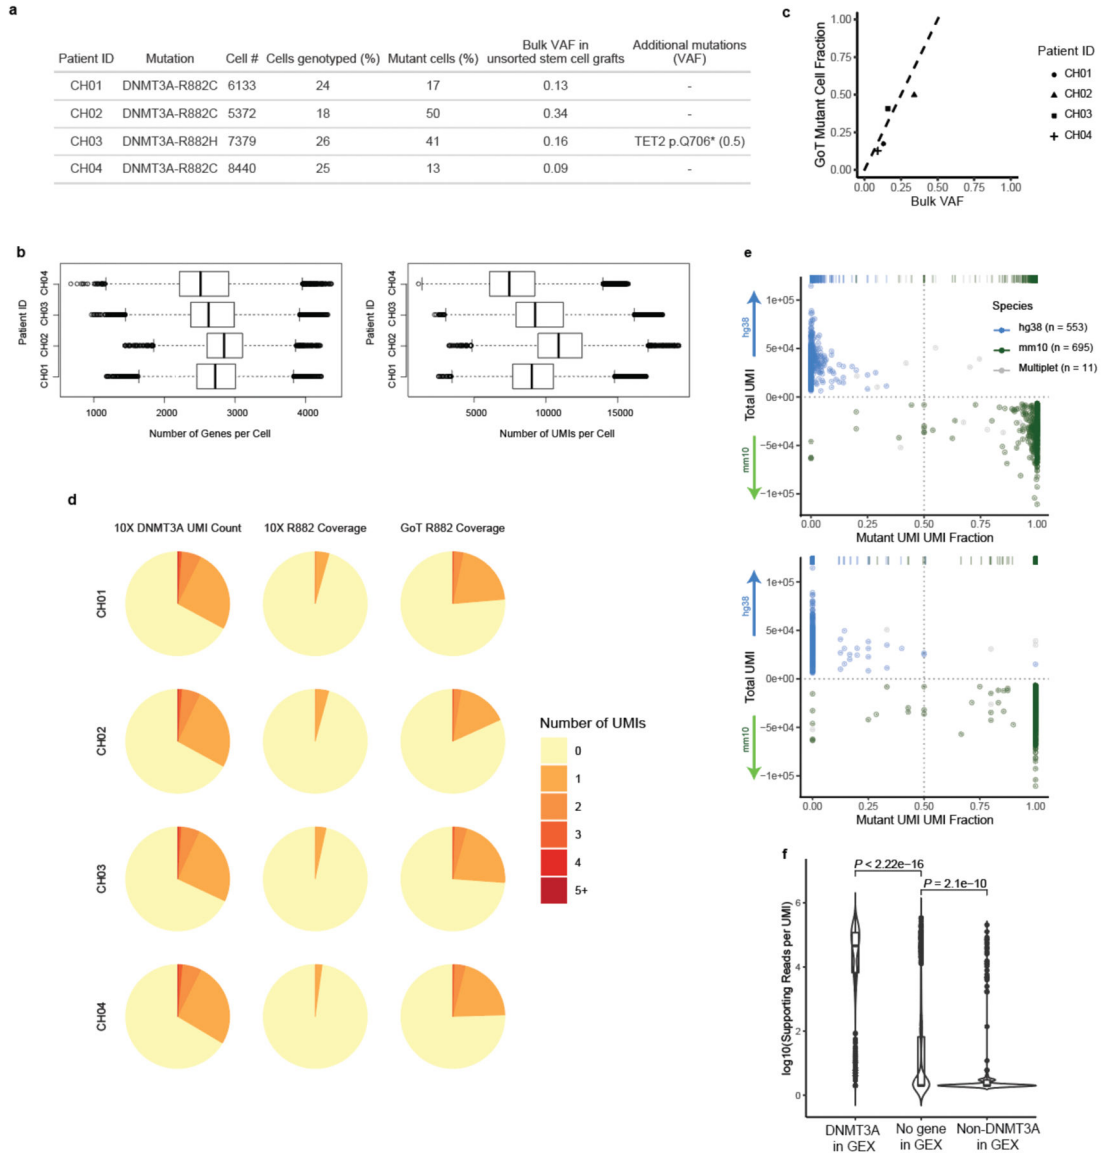 a
Patient ID Mutation Cell # Cells genotyped (%) Mutant cells (%) Bulk VAF in unsorted stem cell grafts Additional mutations (VAF)
CH01 DNMT3A-R882C 6133 24 17 0.13 -
CH02 DNMT3A-R882C 5372 18 50 0.34 -
CH03 DNMT3A-R882H 7379 26 41 0.16 TET2 p.Q706* (0.5)
CH04 DNMT3A-R882C 8440 25 13 0.09 -
b
Patient ID
CH04
CH03
CH02
CH01
1000 2000 3000 4000
Number of Genes per Cell
Patient ID
CH04
CH03
CH02
CH01
5000 10000 15000
Number of UMIs per Cell
c
GoT Mutant Cell Fraction
1.00
0.75
0.50
0.25
0.00
0.00 0.25 0.50 0.75 1.00
Bulk VAF
Patient ID
CH01
CH02
CH03
CH04
d
10X DNMT3A UMI Count 10X R882 Coverage GoT R882 Coverage
CH01
CH02
CH03
CH04
Number of UMIs
0
1
2
3
4
5+
e
hg38
Total UMI
mm10
1e+05
5e+04
0e+00
−5e+04
−1e+05
0.00 0.25 0.50 0.75 1.00
Mutant UMI UMI Fraction
Species
hg38 (n = 553)
mm10 (n = 695)
Multiplet (n = 11)
hg38
Total UMI
mm10
1e+05
5e+04
0e+00
−5e+04
−1e+05
0.00 0.25 0.50 0.75 1.00
Mutant UMI UMI Fraction
f
P < 2.22e−16
P = 2.1e−10
log10(Supporting Reads per UMI)
6
4
2
0
DNMT3A in GEX
No gene in GEX
Non-DNMT3A in GEX